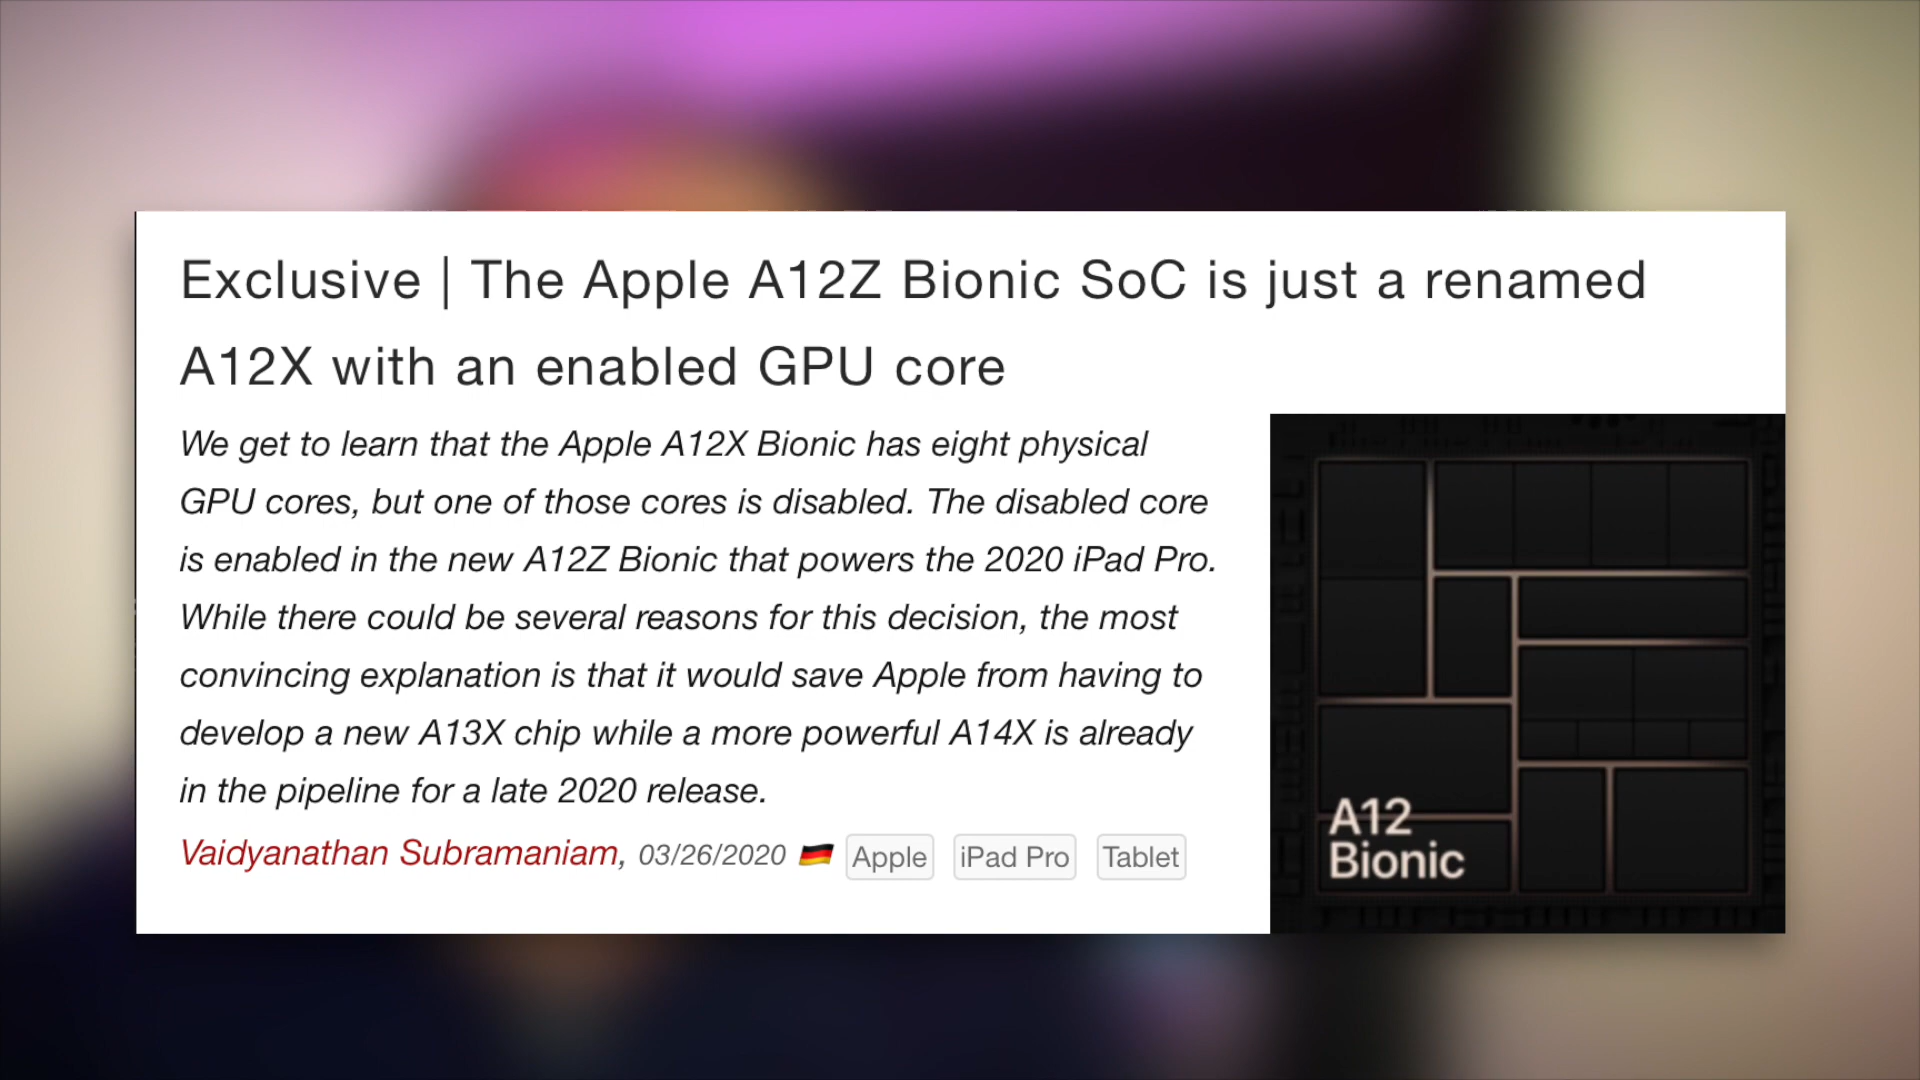 Exclusive | The Apple A12Z Bionic SoC is just a renamed
A12X with an enabled GPU core
We get to learn that the Apple A12X Bionic has eight physical
GPU cores, but one of those cores is disabled. The disabled core
is enabled in the new A12Z Bionic that powers the 2020 iPad Pro.
While there could be several reasons for this decision, the most
convincing explanation is that it would save Apple from having to
develop a new A13X chip while a more powerful A14X is already
in the pipeline for a late 2020 release.
Vaidyanathan Subramaniam, 03/26/2020 🇩🇪 Apple iPad Pro Tablet
A12
Bionic